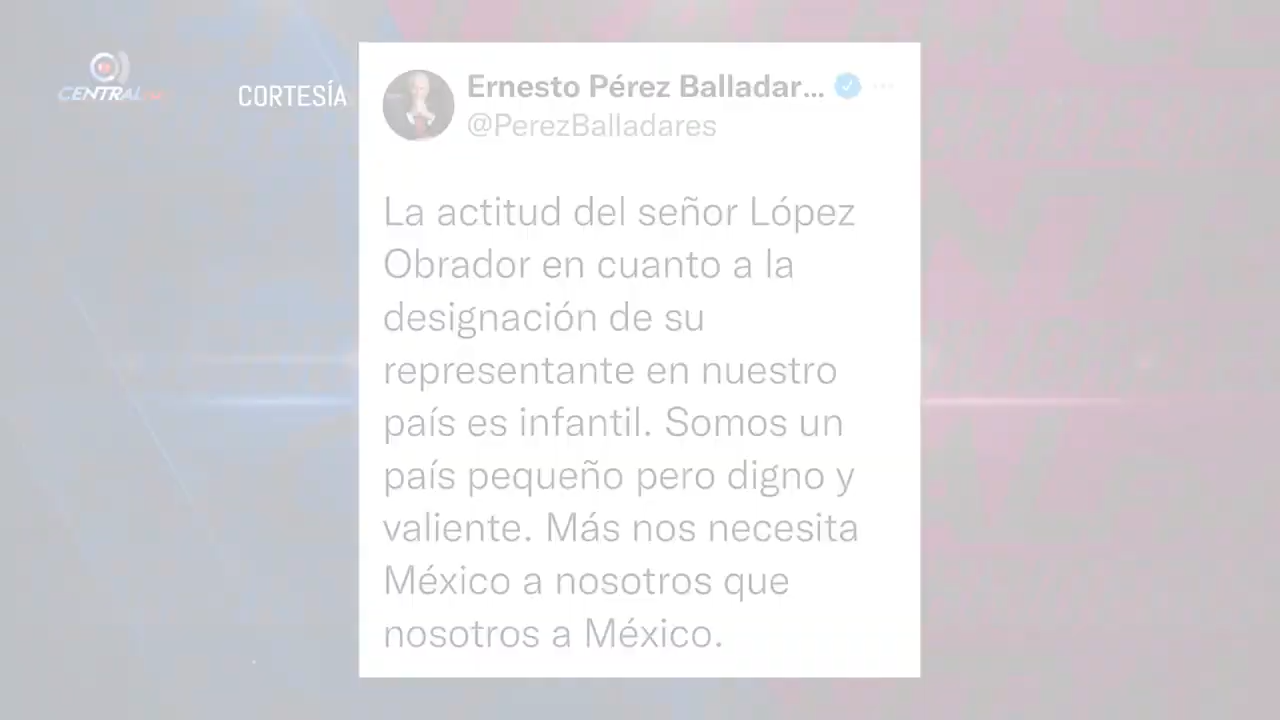 CENTRAL
CORTESÍA
Ernesto Pérez Balladar...
@PerezBalladares
La actitud del señor López
Obrador en cuanto a la
designación de su
representante en nuestro
país es infantil. Somos un
país pequeño pero digno y
valiente. Más nos necesita
México a nosotros que
nosotros a México.